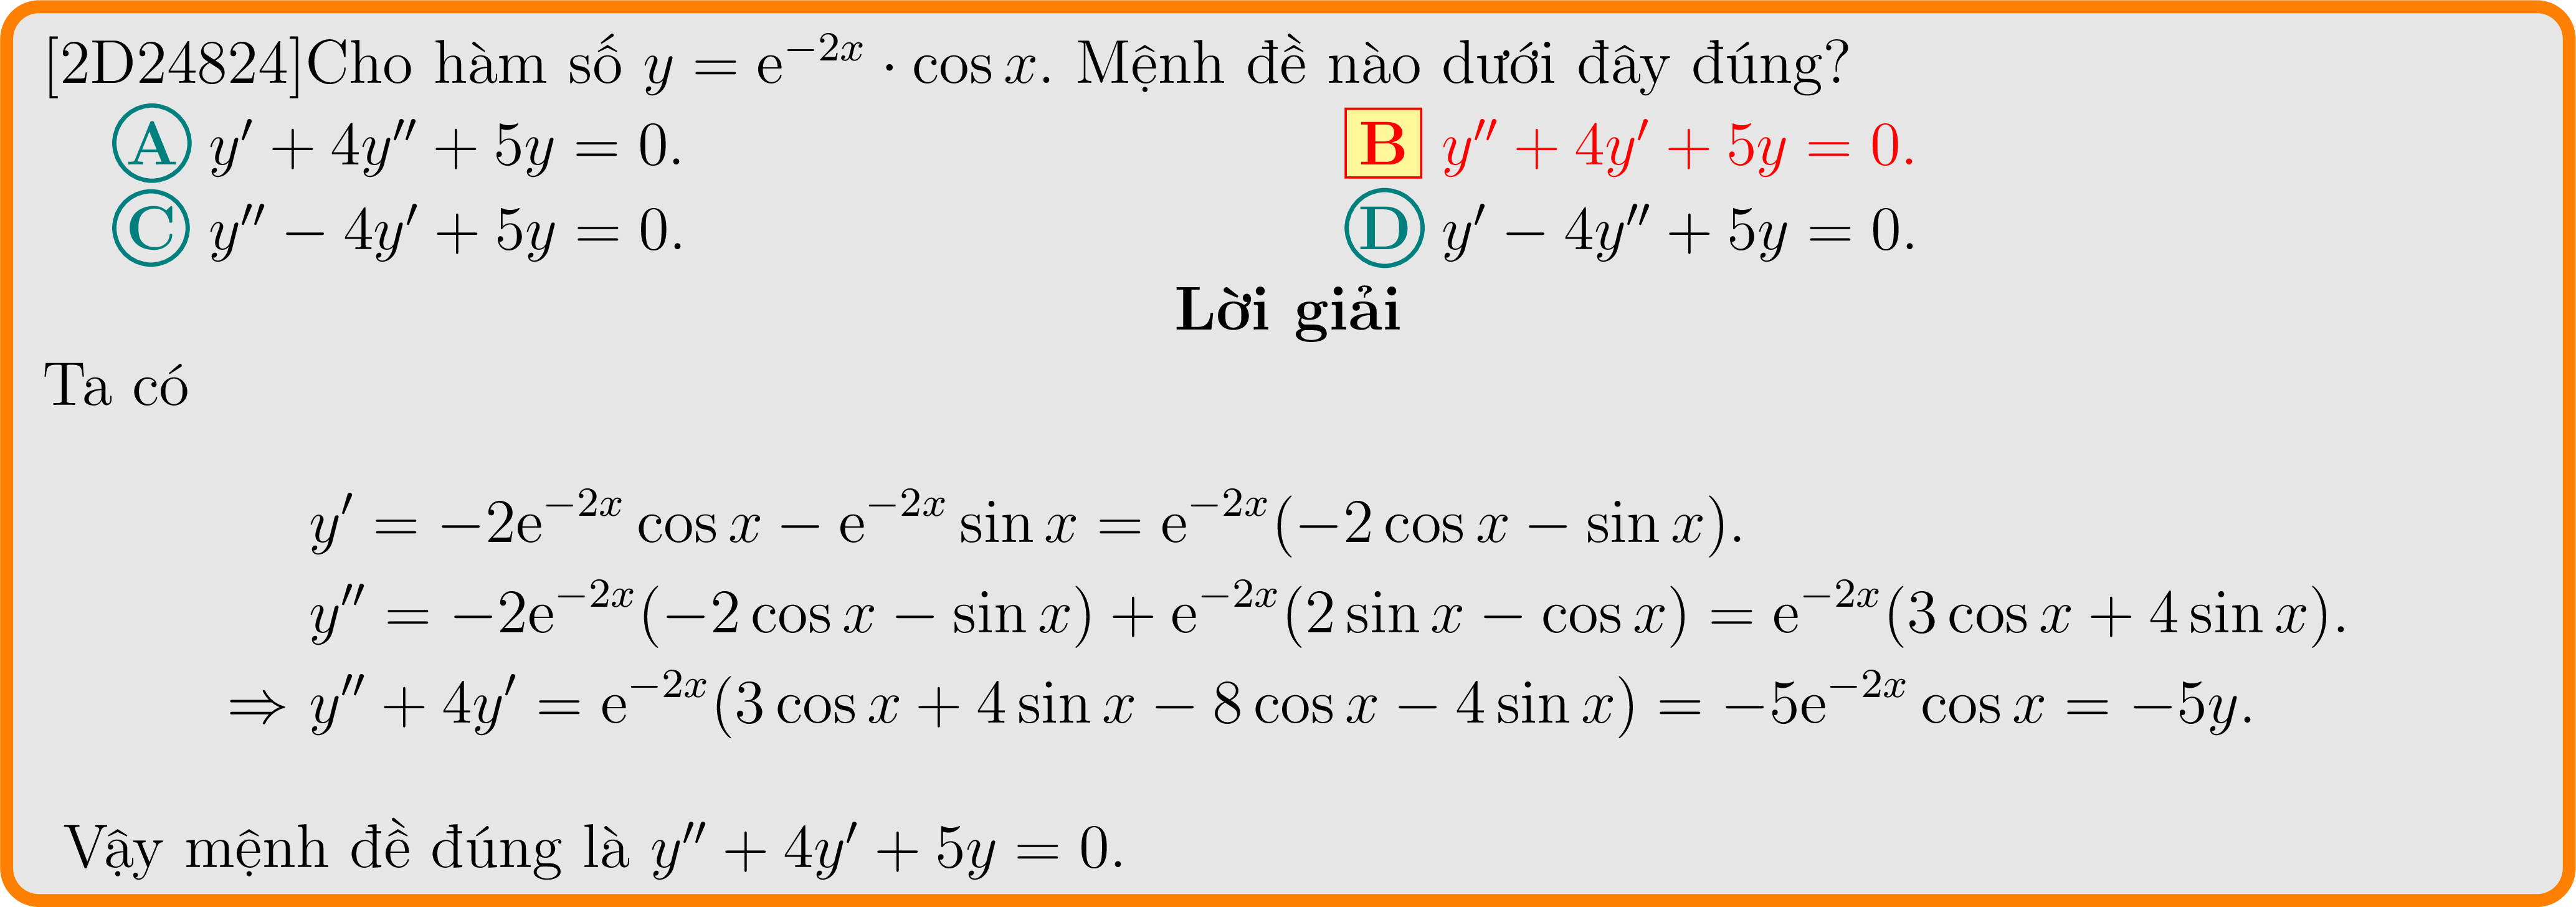 [2D24824]Cho hàm số y = e⁻²ˣ · cos x. Mệnh đề nào dưới đây đúng?
A y′ + 4y″ + 5y = 0. B y″ + 4y′ + 5y = 0.
C y″ − 4y′ + 5y = 0. D y′ − 4y″ + 5y = 0.
Lời giải
Ta có
y′ = −2e⁻²ˣ cos x − e⁻²ˣ sin x = e⁻²ˣ(−2 cos x − sin x).
y″ = −2e⁻²ˣ(−2 cos x − sin x) + e⁻²ˣ(2 sin x − cos x) = e⁻²ˣ(3 cos x + 4 sin x).
⇒ y″ + 4y′ = e⁻²ˣ(3 cos x + 4 sin x − 8 cos x − 4 sin x) = −5e⁻²ˣ cos x = −5y.
Vậy mệnh đề đúng là y″ + 4y′ + 5y = 0.